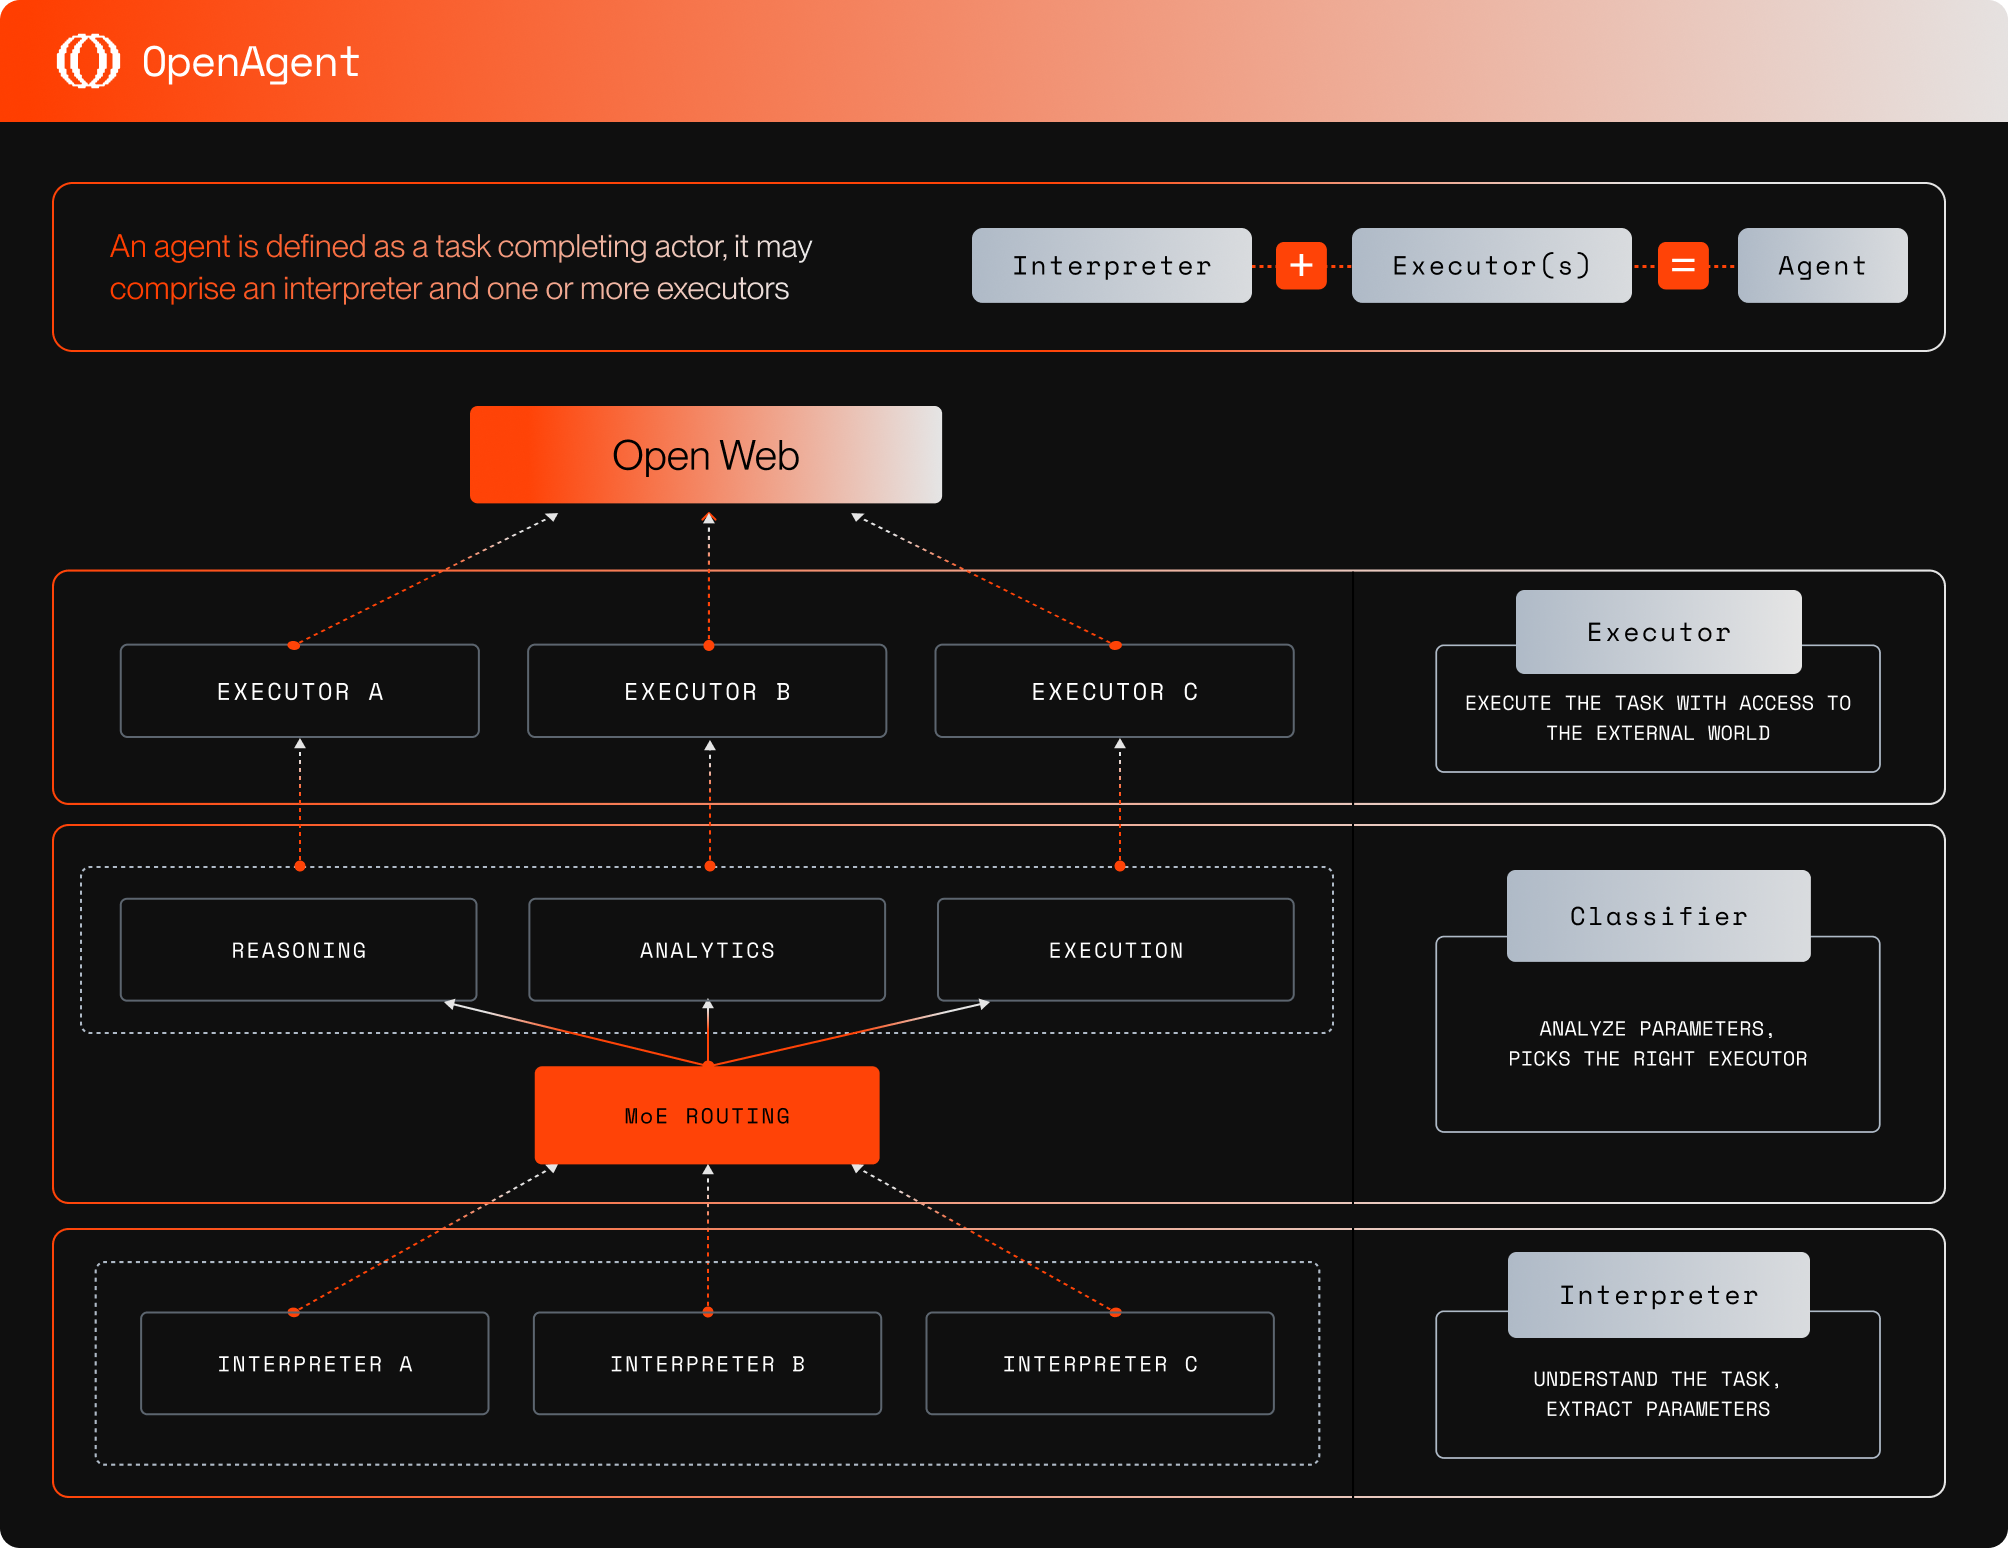 OpenAgent
An agent is defined as a task completing actor, it may
comprise an interpreter and one or more executors
Interpreter + Executor(s) = Agent
Open Web
EXECUTOR A
EXECUTOR B
EXECUTOR C
Executor
EXECUTE THE TASK WITH ACCESS TO
THE EXTERNAL WORLD
REASONING
ANALYTICS
EXECUTION
MoE ROUTING
Classifier
ANALYZE PARAMETERS,
PICKS THE RIGHT EXECUTOR
INTERPRETER A
INTERPRETER B
INTERPRETER C
Interpreter
UNDERSTAND THE TASK,
EXTRACT PARAMETERS